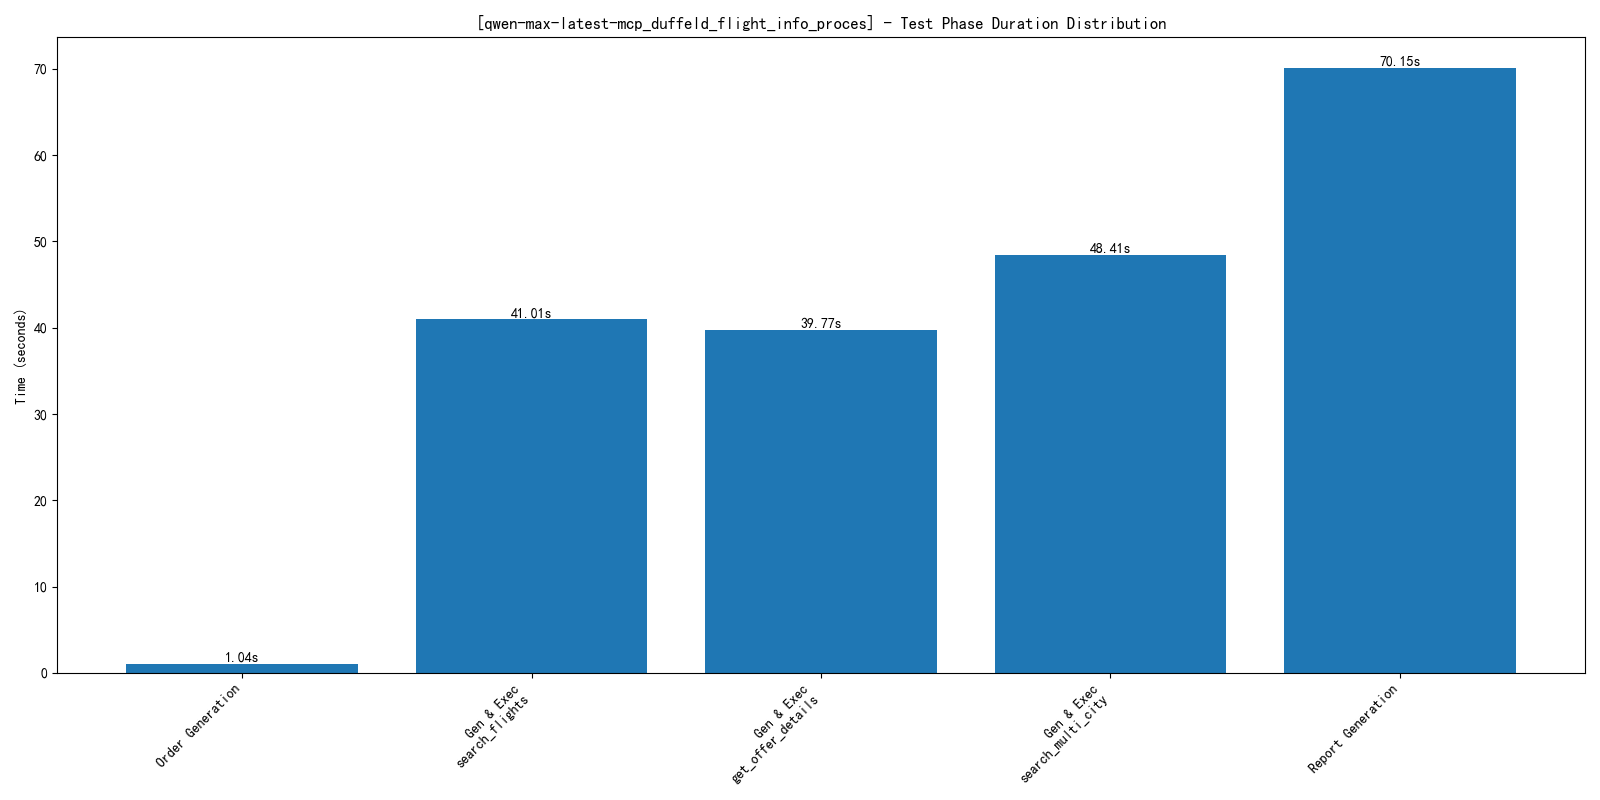 [qwen-max-latest-mcp_duffeld_flight_info_proces] - Test Phase Duration Distribution
Time (seconds)
70
60
50
40
30
20
10
0
1.04s
41.01s
39.77s
48.41s
70.15s
Order Generation
Gen & Exec
search_flights
Gen & Exec
get_offer_details
Gen & Exec
search_multi_city
Report Generation